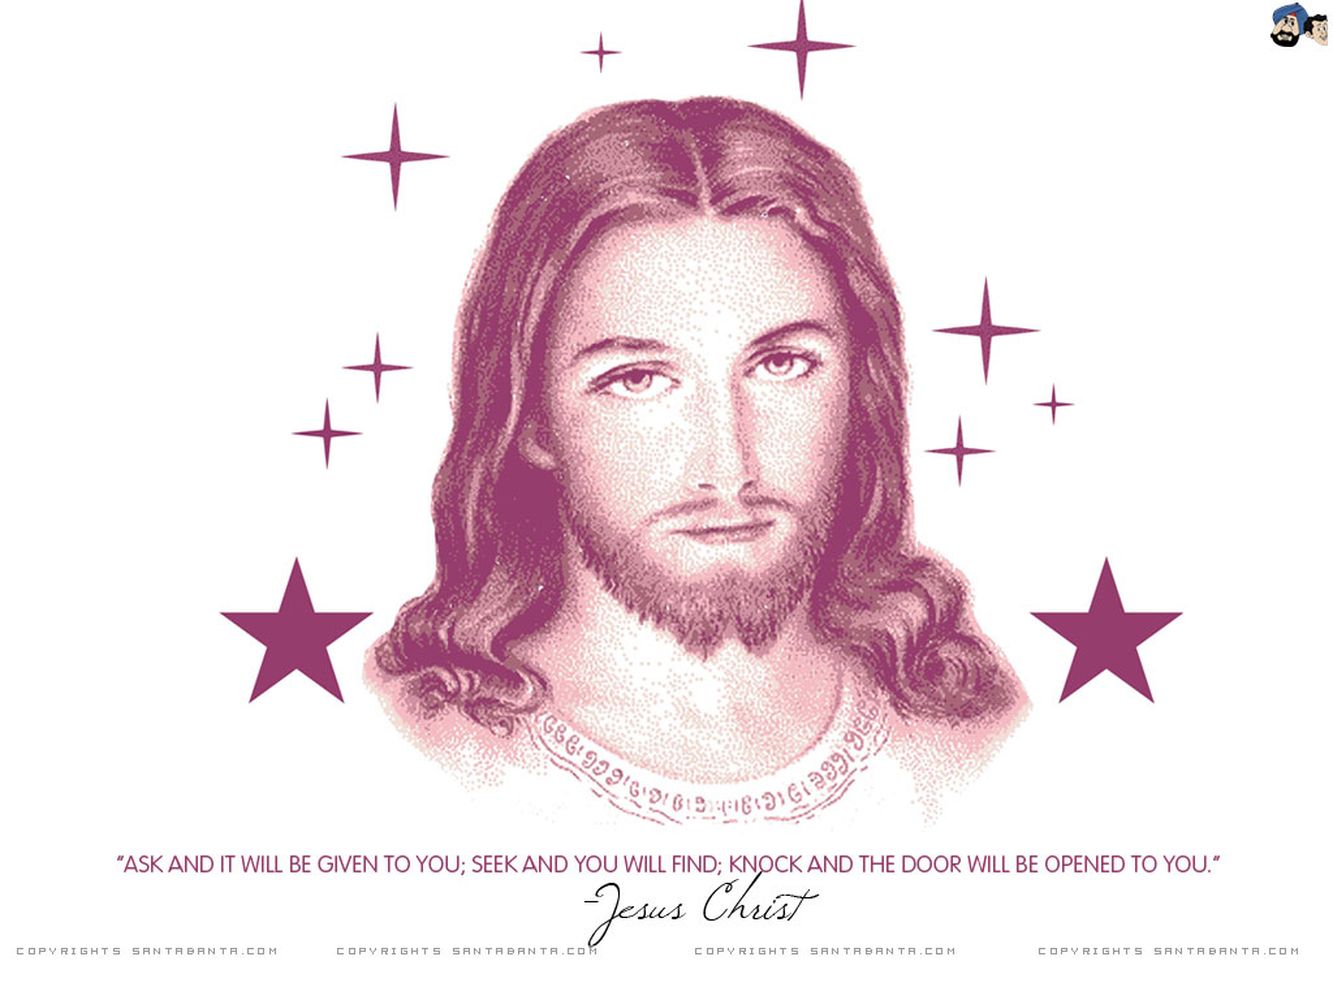 “ASK AND IT WILL BE GIVEN TO YOU; SEEK AND YOU WILL FIND; KNOCK AND THE DOOR WILL BE OPENED TO YOU.”
-Jesus Christ
COPYRIGHTS SANTABANTA.COM COPYRIGHTS SANTABANTA.COM COPYRIGHTS SANTABANTA.COM COPYRIGHTS SANTABANTA.COM